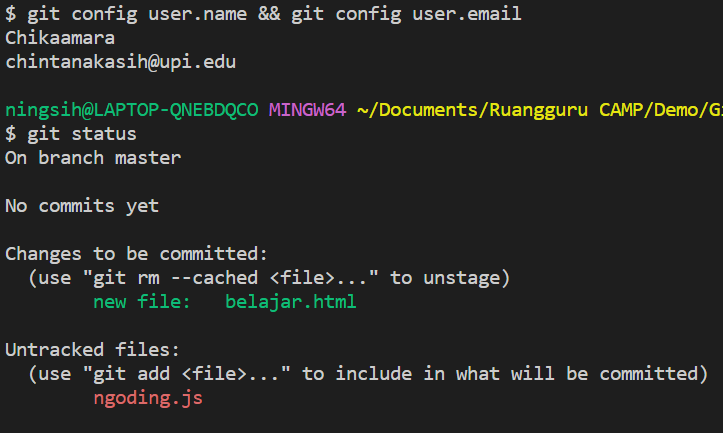 $ git config user.name && git config user.email
Chikaamara
chintanakasih@upi.edu
ningsih@LAPTOP-QNEBDQCO MINGW64 ~/Documents/Ruangguru CAMP/Demo/Gi
$ git status
On branch master
No commits yet
Changes to be committed:
(use "git rm --cached <file>..." to unstage)
new file: belajar.html
Untracked files:
(use "git add <file>..." to include in what will be committed)
ngoding.js